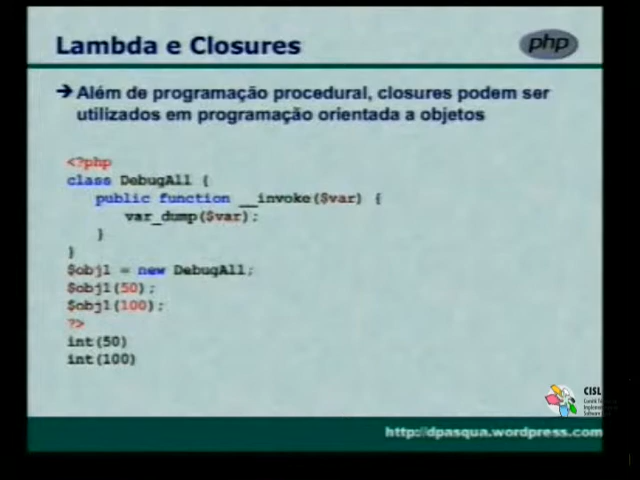 Lambda e Closures
php
➔ Além de programação procedural, closures podem ser
utilizados em programação orientada a objetos
<?php
class DebugAll {
public function __invoke($var) {
var_dump($var);
}
}
$obj1 = new DebugAll;
$obj1(50);
$obj1(100);
?>
int(50)
int(100)
CISL
http://dpasqua.wordpress.com